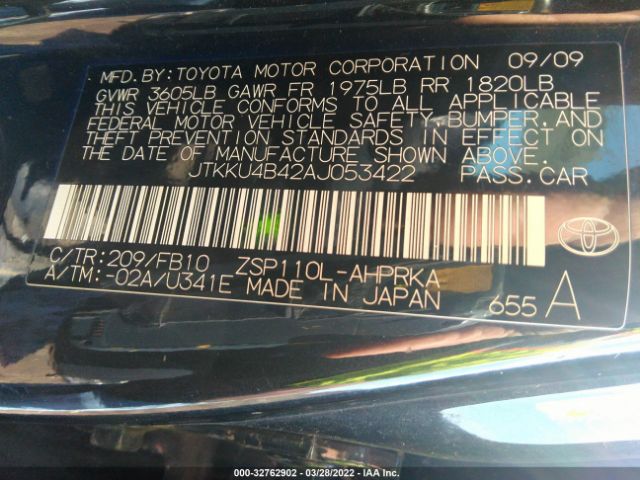 MFD. BY: TOYOTA MOTOR CORPORATION 09/09
GVWR 3605LB GAWR FR 1975LB RR 1820LB
THIS VEHICLE CONFORMS TO ALL APPLICABLE
FEDERAL MOTOR VEHICLE SAFETY, BUMPER, AND
THEFT PREVENTION STANDARDS IN EFFECT ON
THE DATE OF MANUFACTURE SHOWN ABOVE.
JTKKU4B42AJ053422 PASS. CAR
C/TR: 209/FB10 ZSP110L-AHPRKA
A/TM: -02A/U341E MADE IN JAPAN .655 A
TOYOTA
000-32762902 - 03/28/2022 - IAA Inc.